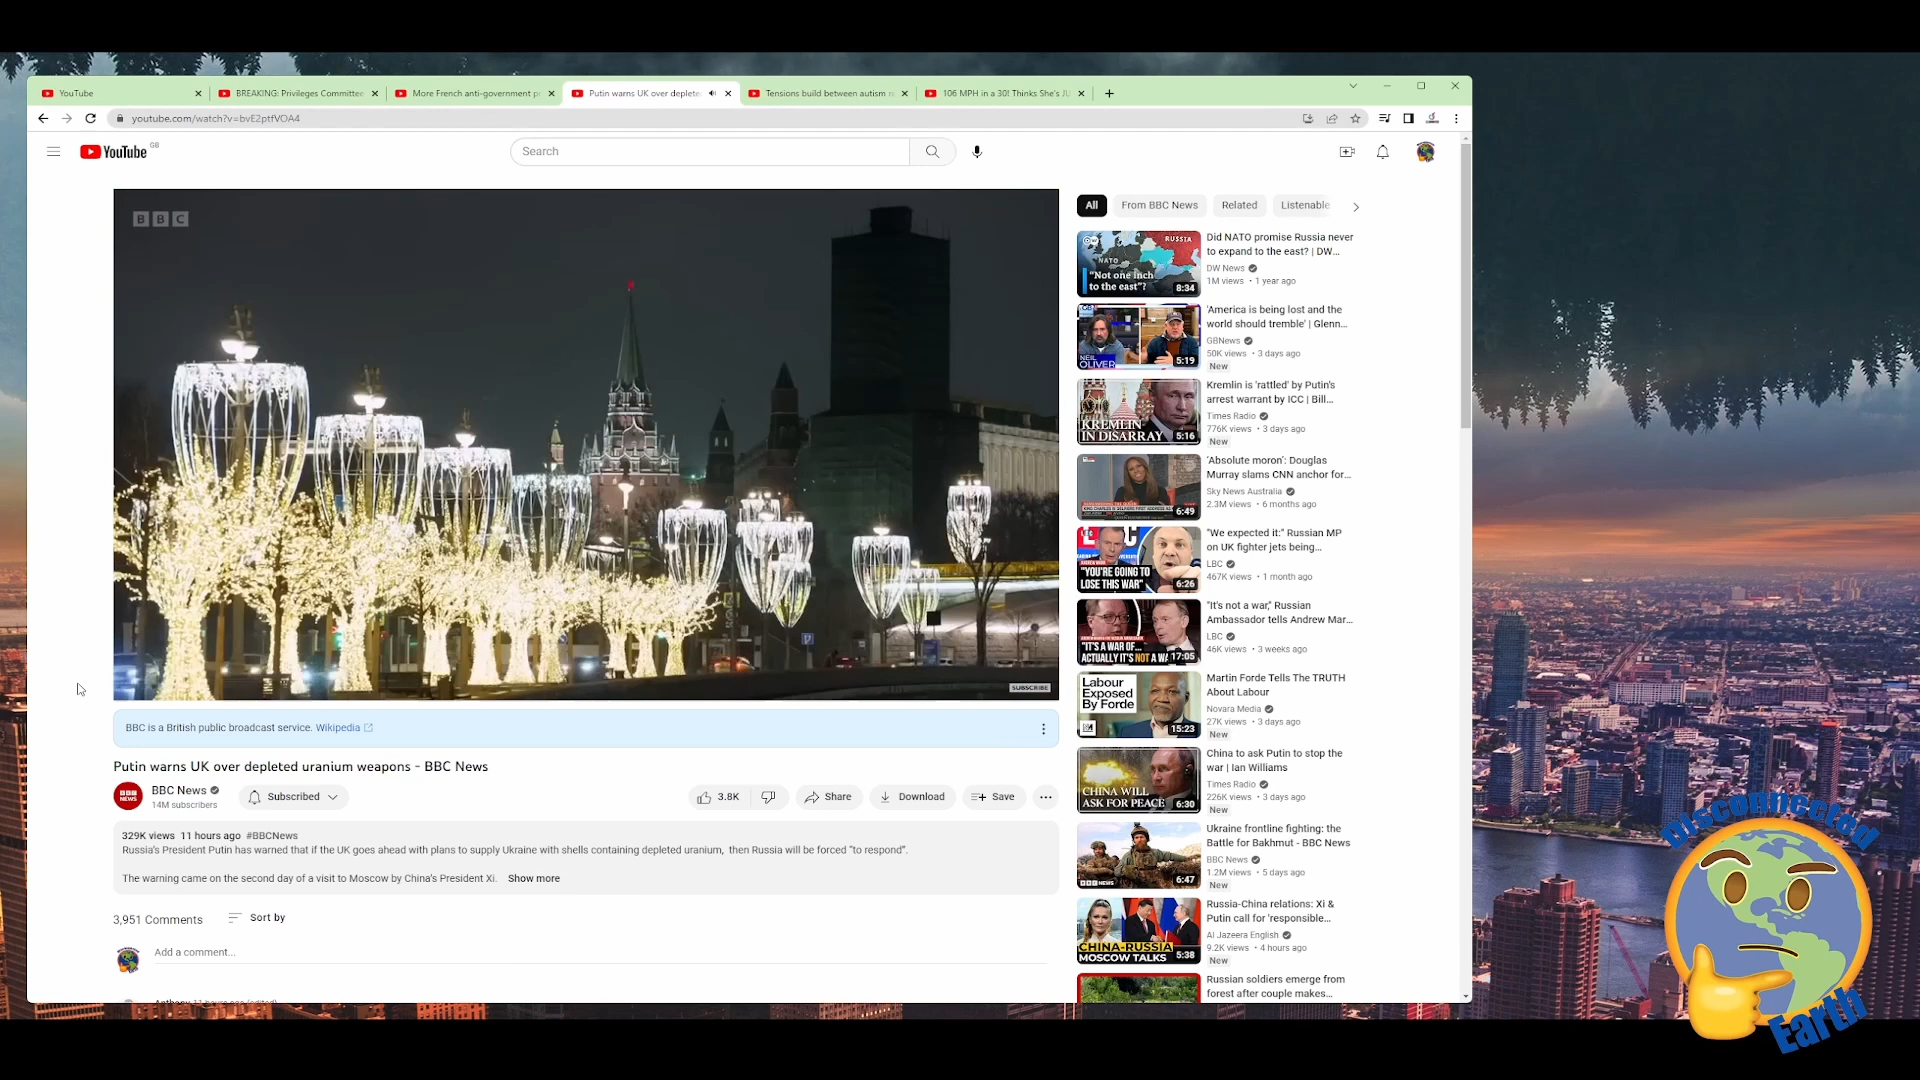 YouTube
BREAKING: Privileges Committee
More French anti-government p
Putin warns UK over deplete
Tensions build between autism
106 MPH in a 30! Thinks She's JU
youtube.com/watch?v=bvE2ptfVOA4
YouTube GB
Search
BBC
SUBSCRIBE
BBC is a British public broadcast service. Wikipedia
Putin warns UK over depleted uranium weapons - BBC News
BBC NEWS
BBC News
14M subscribers
Subscribed
3.8K
Share
Download
Save
329K views 11 hours ago #BBCNews
Russia's President Putin has warned that if the UK goes ahead with plans to supply Ukraine with shells containing depleted uranium, then Russia will be forced "to respond".
The warning came on the second day of a visit to Moscow by China's President Xi. Show more
3,951 Comments
Sort by
Add a comment...
Anthony 11 hours ago (edited)
All
From BBC News
Related
Listenable
RUSSIA
NATO
"Not one inch
to the east"?
8:34
Did NATO promise Russia never
to expand to the east? | DW...
DW News
1M views • 1 year ago
NEIL
OLIVER
5:19
'America is being lost and the
world should tremble' | Glenn...
GBNews
50K views • 3 days ago
New
KREMLIN
IN DISARRAY
5:16
Kremlin is 'rattled' by Putin's
arrest warrant by ICC | Bill...
Times Radio
776K views • 3 days ago
New
6:49
'Absolute moron': Douglas
Murray slams CNN anchor for...
Sky News Australia
2.3M views • 6 months ago
"YOU'RE GOING TO
LOSE THIS WAR"
6:26
"We expected it:" Russian MP
on UK fighter jets being...
LBC
467K views • 1 month ago
"IT'S A WAR OF...
ACTUALLY IT'S NOT A WA
17:05
"It's not a war," Russian
Ambassador tells Andrew Mar...
LBC
46K views • 3 weeks ago
Labour
Exposed
By Forde
15:23
Martin Forde Tells The TRUTH
About Labour
Novara Media
27K views • 3 days ago
New
CHINA WILL
ASK FOR PEACE
6:30
China to ask Putin to stop the
war | Ian Williams
Times Radio
226K views • 3 days ago
New
BBC NEWS
6:47
Ukraine frontline fighting: the
Battle for Bakhmut - BBC News
BBC News
1.2M views • 5 days ago
New
CHINA-RUSSIA
MOSCOW TALKS
5:38
Russia-China relations: Xi &
Putin call for 'responsible...
Al Jazeera English
9.2K views • 4 hours ago
New
Russian soldiers emerge from
forest after couple makes...
Disconnected
Earth